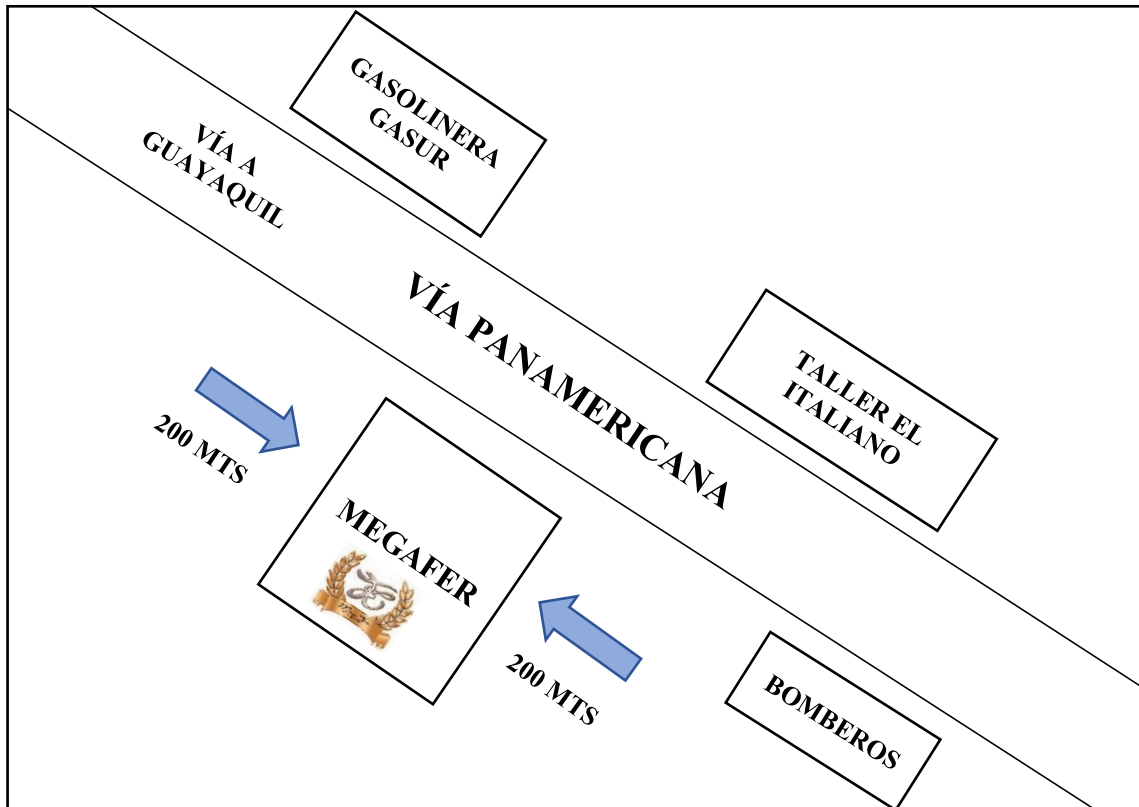 GASOLINERA
GASUR
VÍA A
GUAYAQUIL
VÍA PANAMERICANA
TALLER EL
ITALIANO
200 MTS
MEGAFER
200 MTS
BOMBEROS